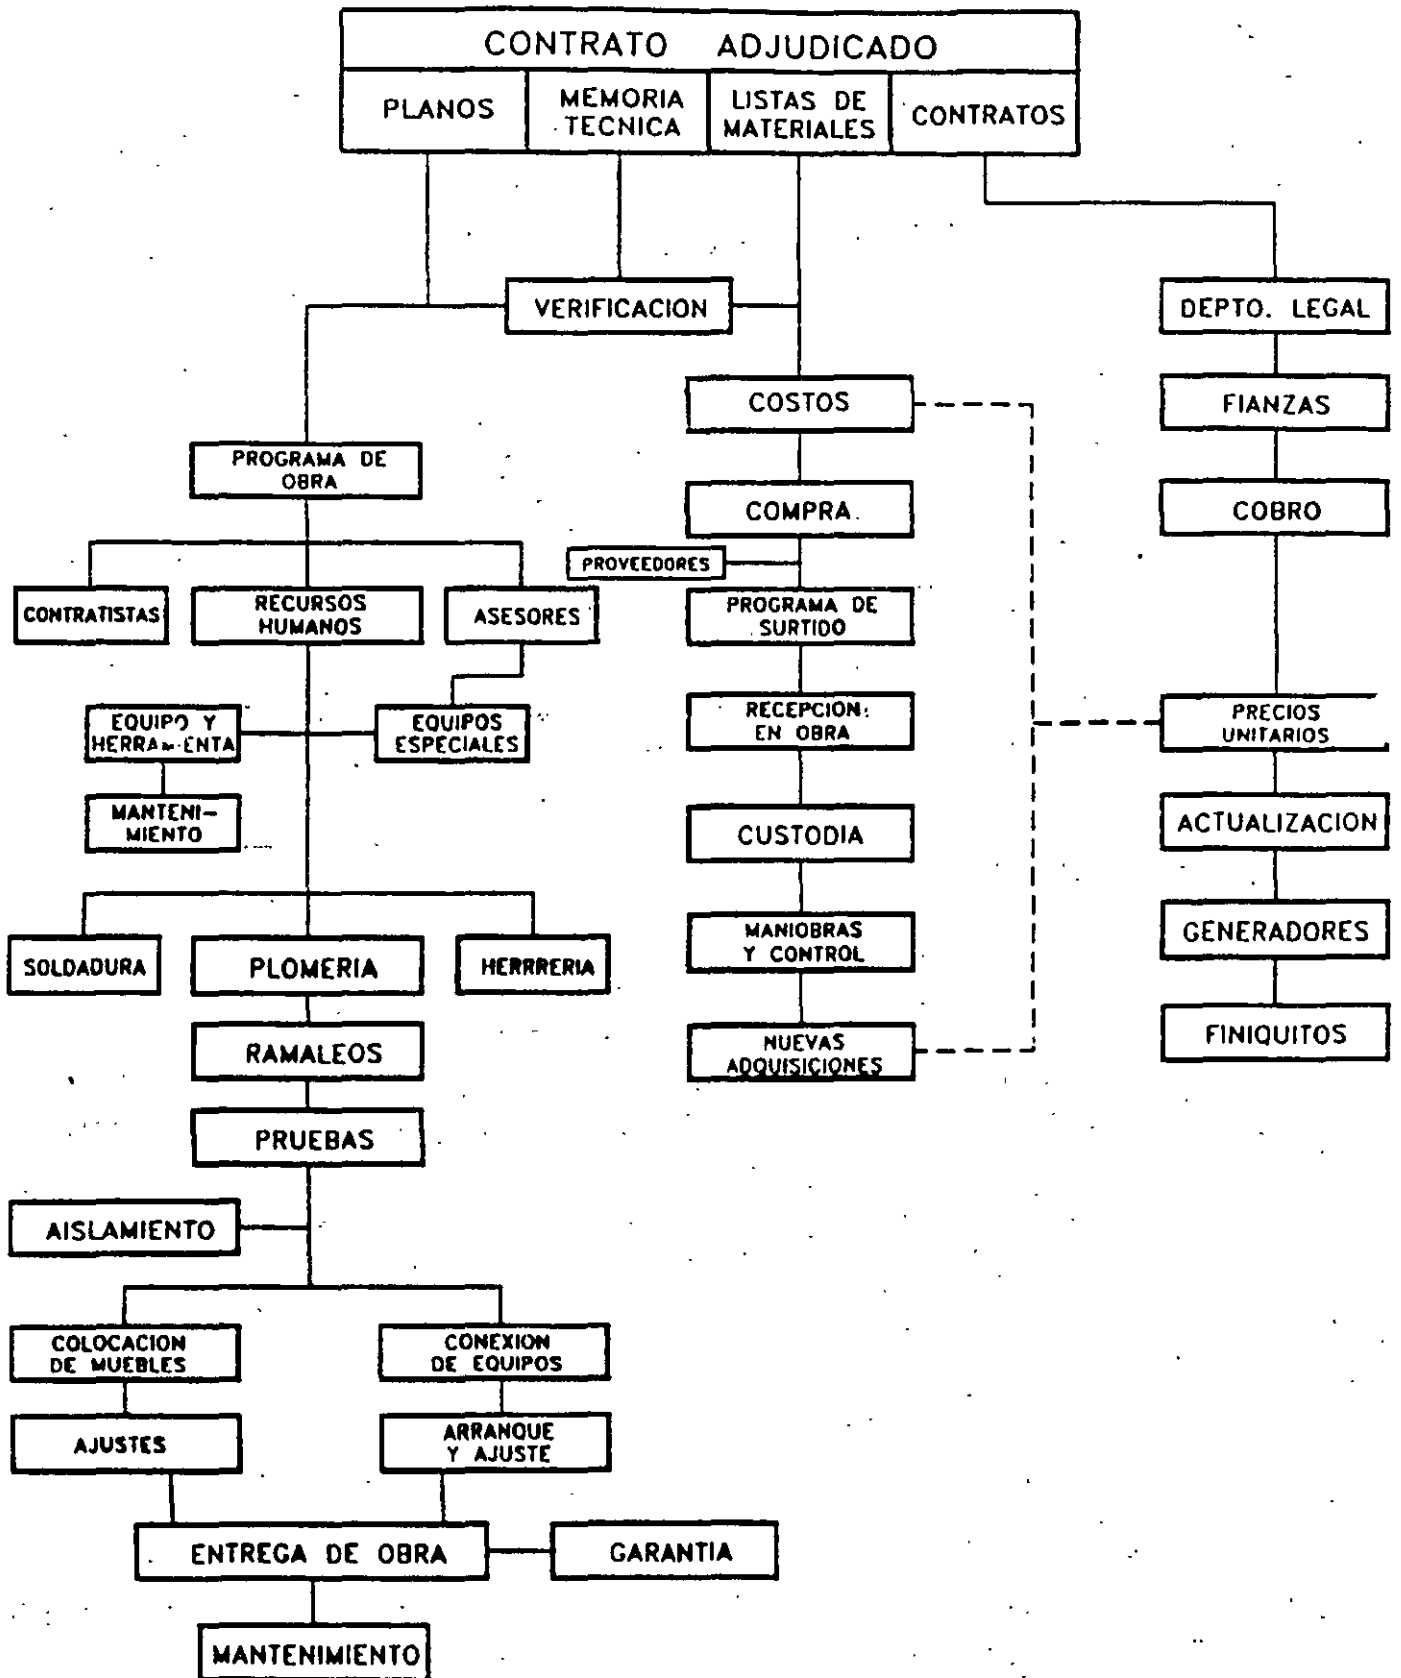 CONTRATO ADJUDICADO
PLANOS
MEMORIA
TECNICA
LISTAS DE
MATERIALES
CONTRATOS
VERIFICACION
DEPTO. LEGAL
COSTOS
FIANZAS
PROGRAMA DE
OBRA
COMPRA
COBRO
PROVEEDORES
CONTRATISTAS
RECURSOS
HUMANOS
ASESORES
PROGRAMA DE
SURTIDO
EQUIPO Y
HERRAMIENTA
EQUIPOS
ESPECIALES
RECEPCION
EN OBRA
PRECIOS
UNITARIOS
MANTENI-
MIENTO
CUSTODIA
ACTUALIZACION
SOLDADURA
PLOMERIA
HERRRERIA
MANIOBRAS
Y CONTROL
GENERADORES
RAMALEOS
NUEVAS
ADQUISICIONES
FINIQUITOS
PRUEBAS
AISLAMIENTO
COLOCACION
DE MUEBLES
CONEXION
DE EQUIPOS
AJUSTES
ARRANQUE
Y AJUSTE
ENTREGA DE OBRA
GARANTIA
MANTENIMIENTO